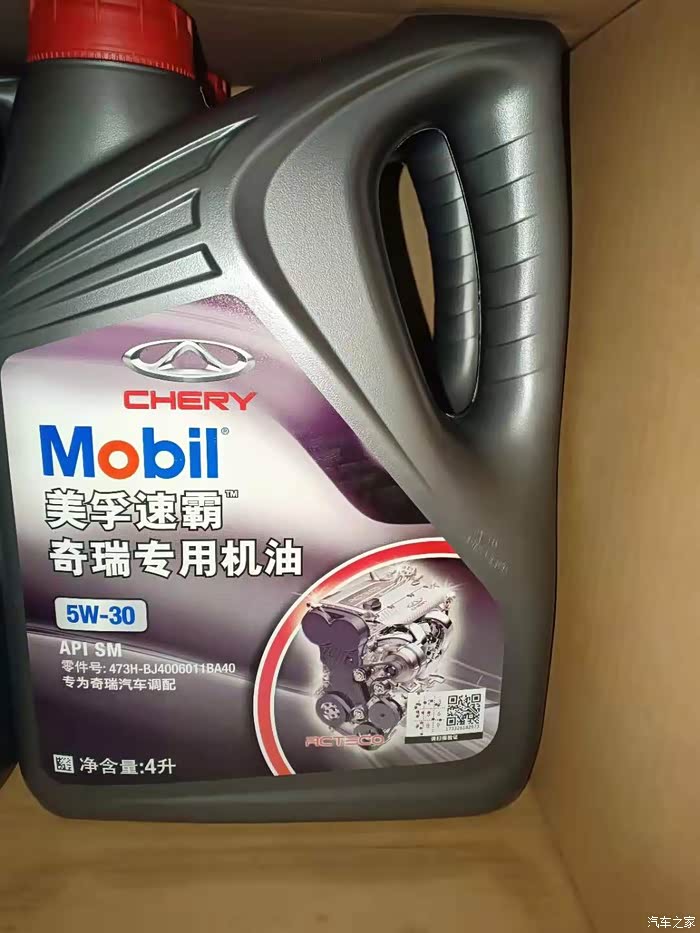 CHERY
Mobil®
美孚速霸™
奇瑞专用机油
5W-30
API SM
零件号: 473H-BJ4006011BA40
专为奇瑞汽车调配
ACTECO
净含量:4升
汽车之家